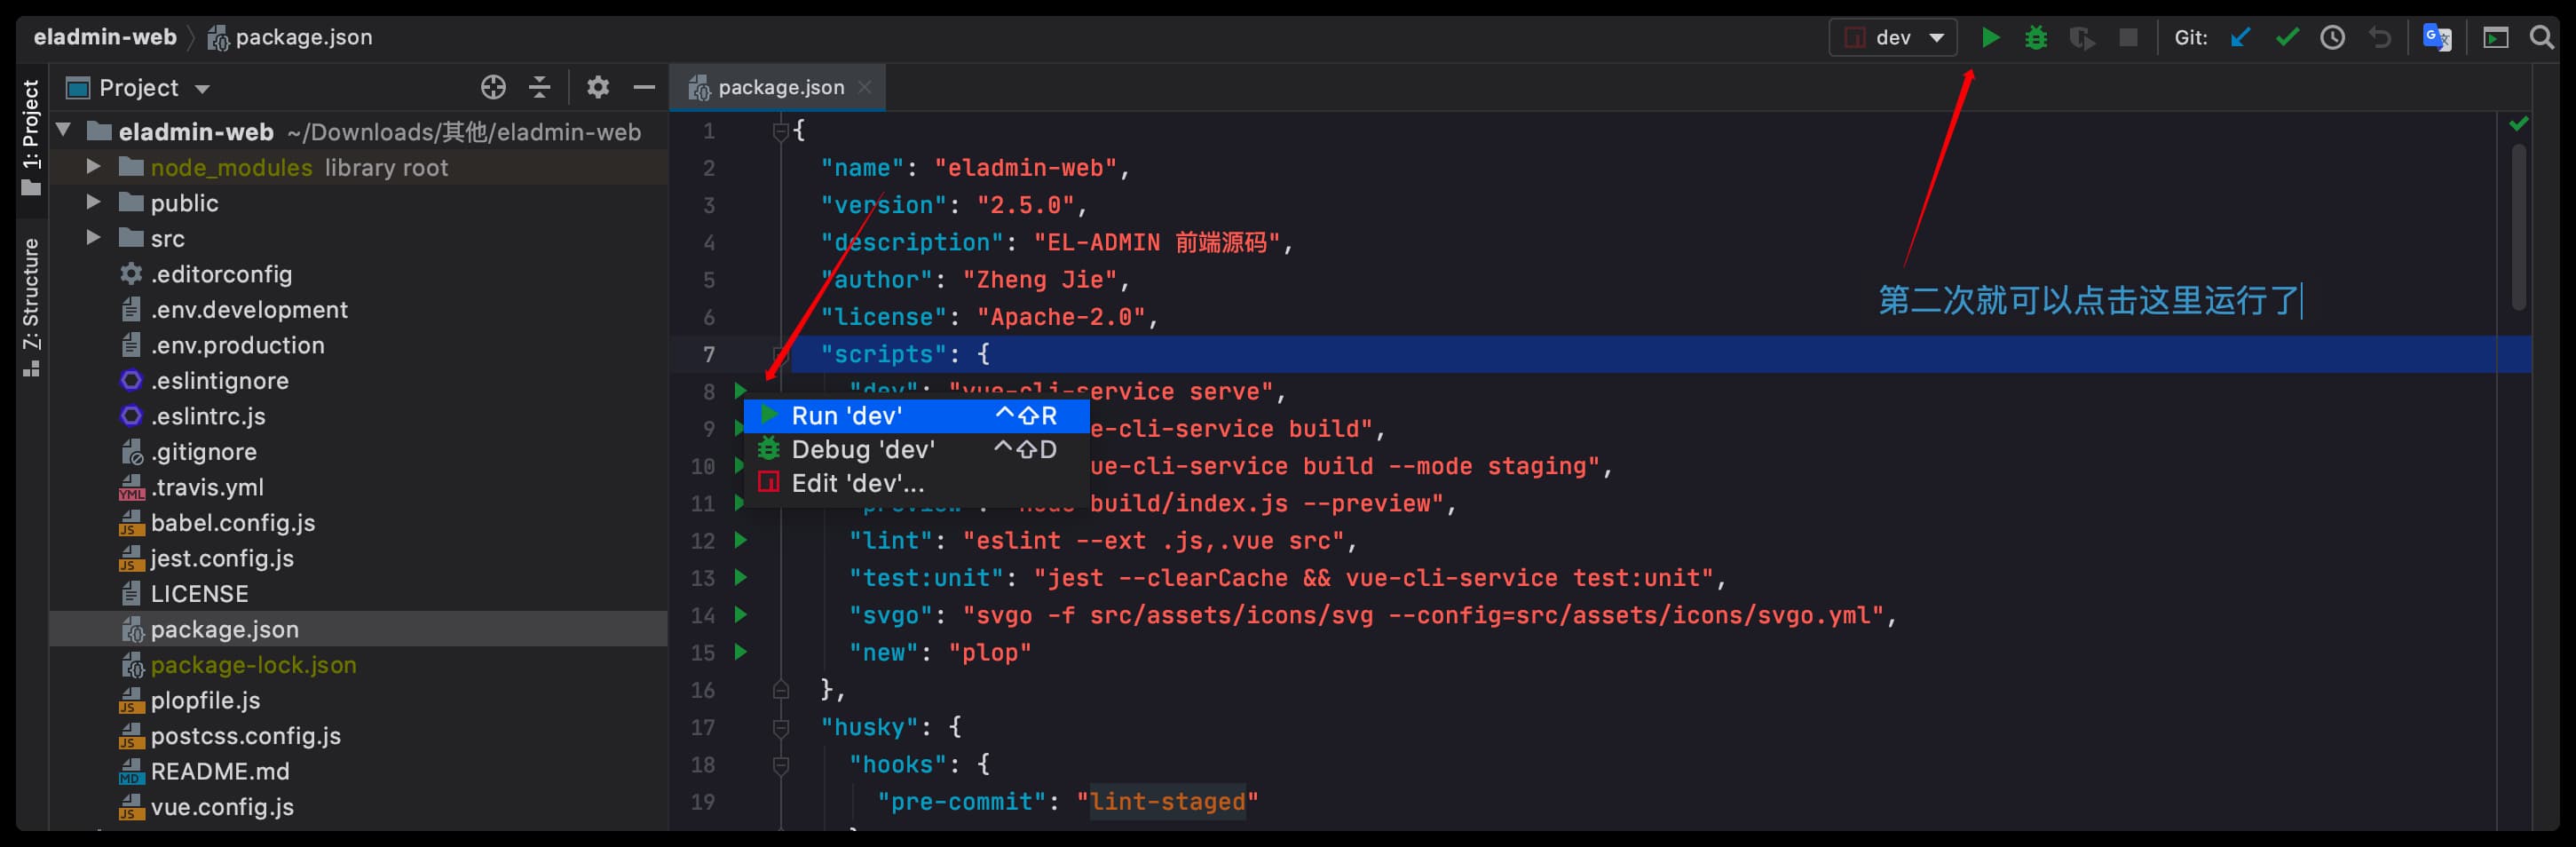 eladmin-web package.json
dev
Git:
1: Project
Z: Structure
Project
eladmin-web ~/Downloads/其他/eladmin-web
node_modules library root
public
src
.editorconfig
.env.development
.env.production
.eslintignore
.eslintrc.js
.gitignore
.travis.yml
babel.config.js
jest.config.js
LICENSE
package.json
package-lock.json
plopfile.js
postcss.config.js
README.md
vue.config.js
package.json
1 {
2 "name": "eladmin-web",
3 "version": "2.5.0",
4 "description": "EL-ADMIN 前端源码",
5 "author": "Zheng Jie",
6 "license": "Apache-2.0",
7 "scripts": {
8 "dev": "vue-cli-service serve",
9 e-cli-service build",
10 ue-cli-service build --mode staging",
11 "preview": "node build/index.js --preview",
12 "lint": "eslint --ext .js,.vue src",
13 "test:unit": "jest --clearCache && vue-cli-service test:unit",
14 "svgo": "svgo -f src/assets/icons/svg --config=src/assets/icons/svgo.yml",
15 "new": "plop"
16 },
17 "husky": {
18 "hooks": {
19 "pre-commit": "lint-staged"
Run 'dev' ^⇧R
Debug 'dev' ^⇧D
Edit 'dev'...
第二次就可以点击这里运行了